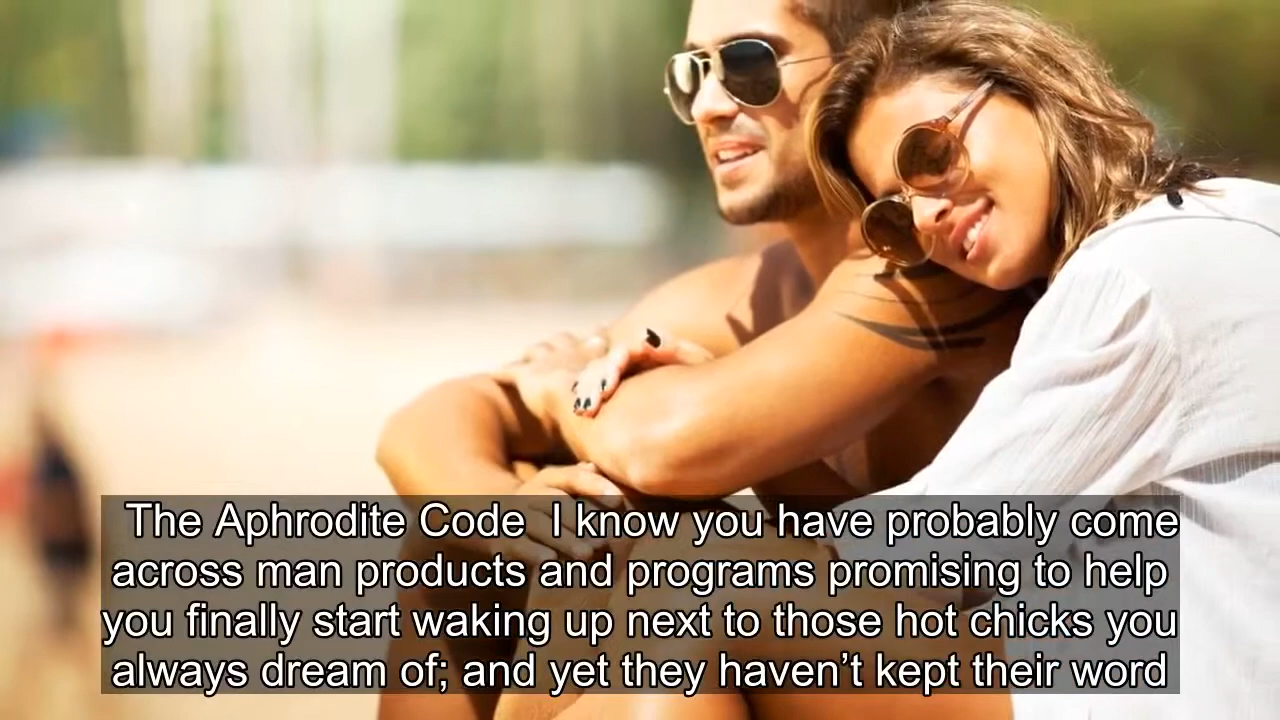 The Aphrodite Code  I know you have probably come
across man products and programs promising to help
you finally start waking up next to those hot chicks you
always dream of; and yet they haven’t kept their word